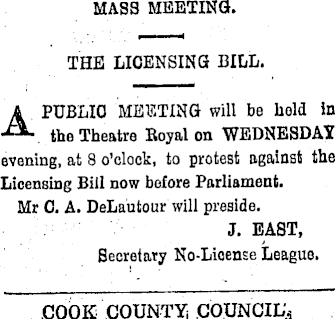 MASS MEETING.
THE LICENSING BILL.
A PUBLIC MEETING will be held in
the Theatre Royal on WEDNESDAY
evening, at 8 o'clock, to protest against the
Licensing Bill now before Parliament.
Mr C. A. DeLautour will preside.
J. EAST,
Secretary No-License League.
COOK COUNTY COUNCIL,